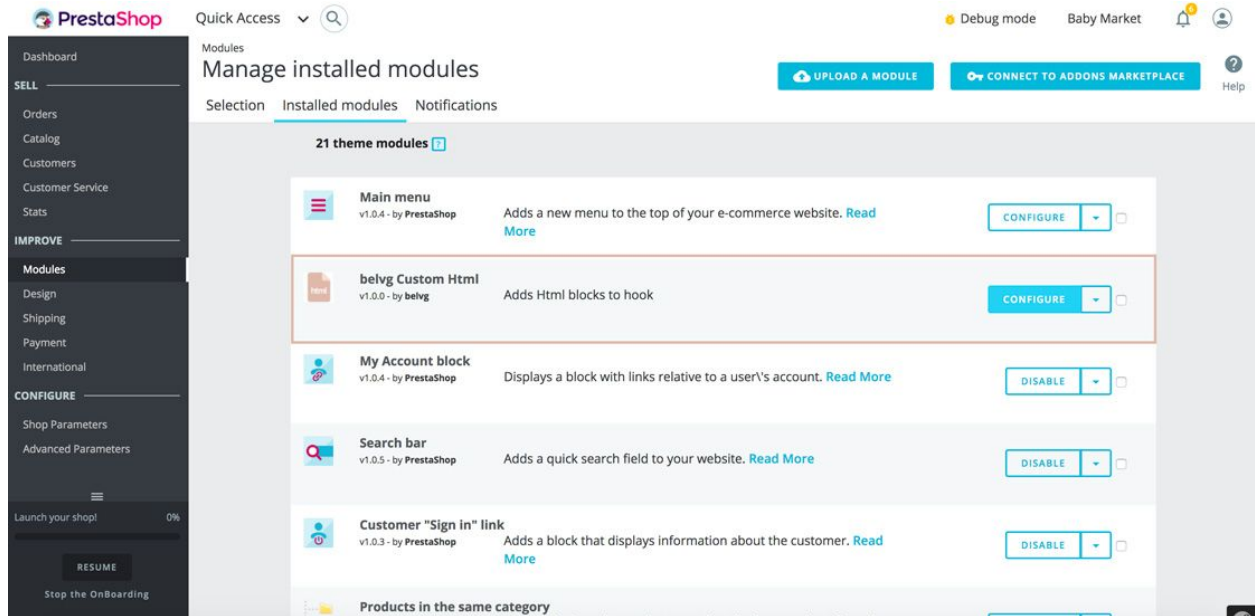 PrestaShop
Quick Access
Debug mode
Baby Market
6
Dashboard
SELL
Orders
Catalog
Customers
Customer Service
Stats
IMPROVE
Modules
Design
Shipping
Payment
International
CONFIGURE
Shop Parameters
Advanced Parameters
Launch your shop! 0%
RESUME
Stop the OnBoarding
Modules
Manage installed modules
UPLOAD A MODULE
CONNECT TO ADDONS MARKETPLACE
?
Help
Selection Installed modules Notifications
21 theme modules ?
Main menu
v1.0.4 - by PrestaShop
Adds a new menu to the top of your e-commerce website. Read
More
CONFIGURE
html
belvg Custom Html
v1.0.0 - by belvg
Adds Html blocks to hook
CONFIGURE
My Account block
v1.0.4 - by PrestaShop
Displays a block with links relative to a user\'s account. Read More
DISABLE
Search bar
v1.0.5 - by PrestaShop
Adds a quick search field to your website. Read More
DISABLE
Customer "Sign in" link
v1.0.3 - by PrestaShop
Adds a block that displays information about the customer. Read
More
DISABLE
Products in the same category